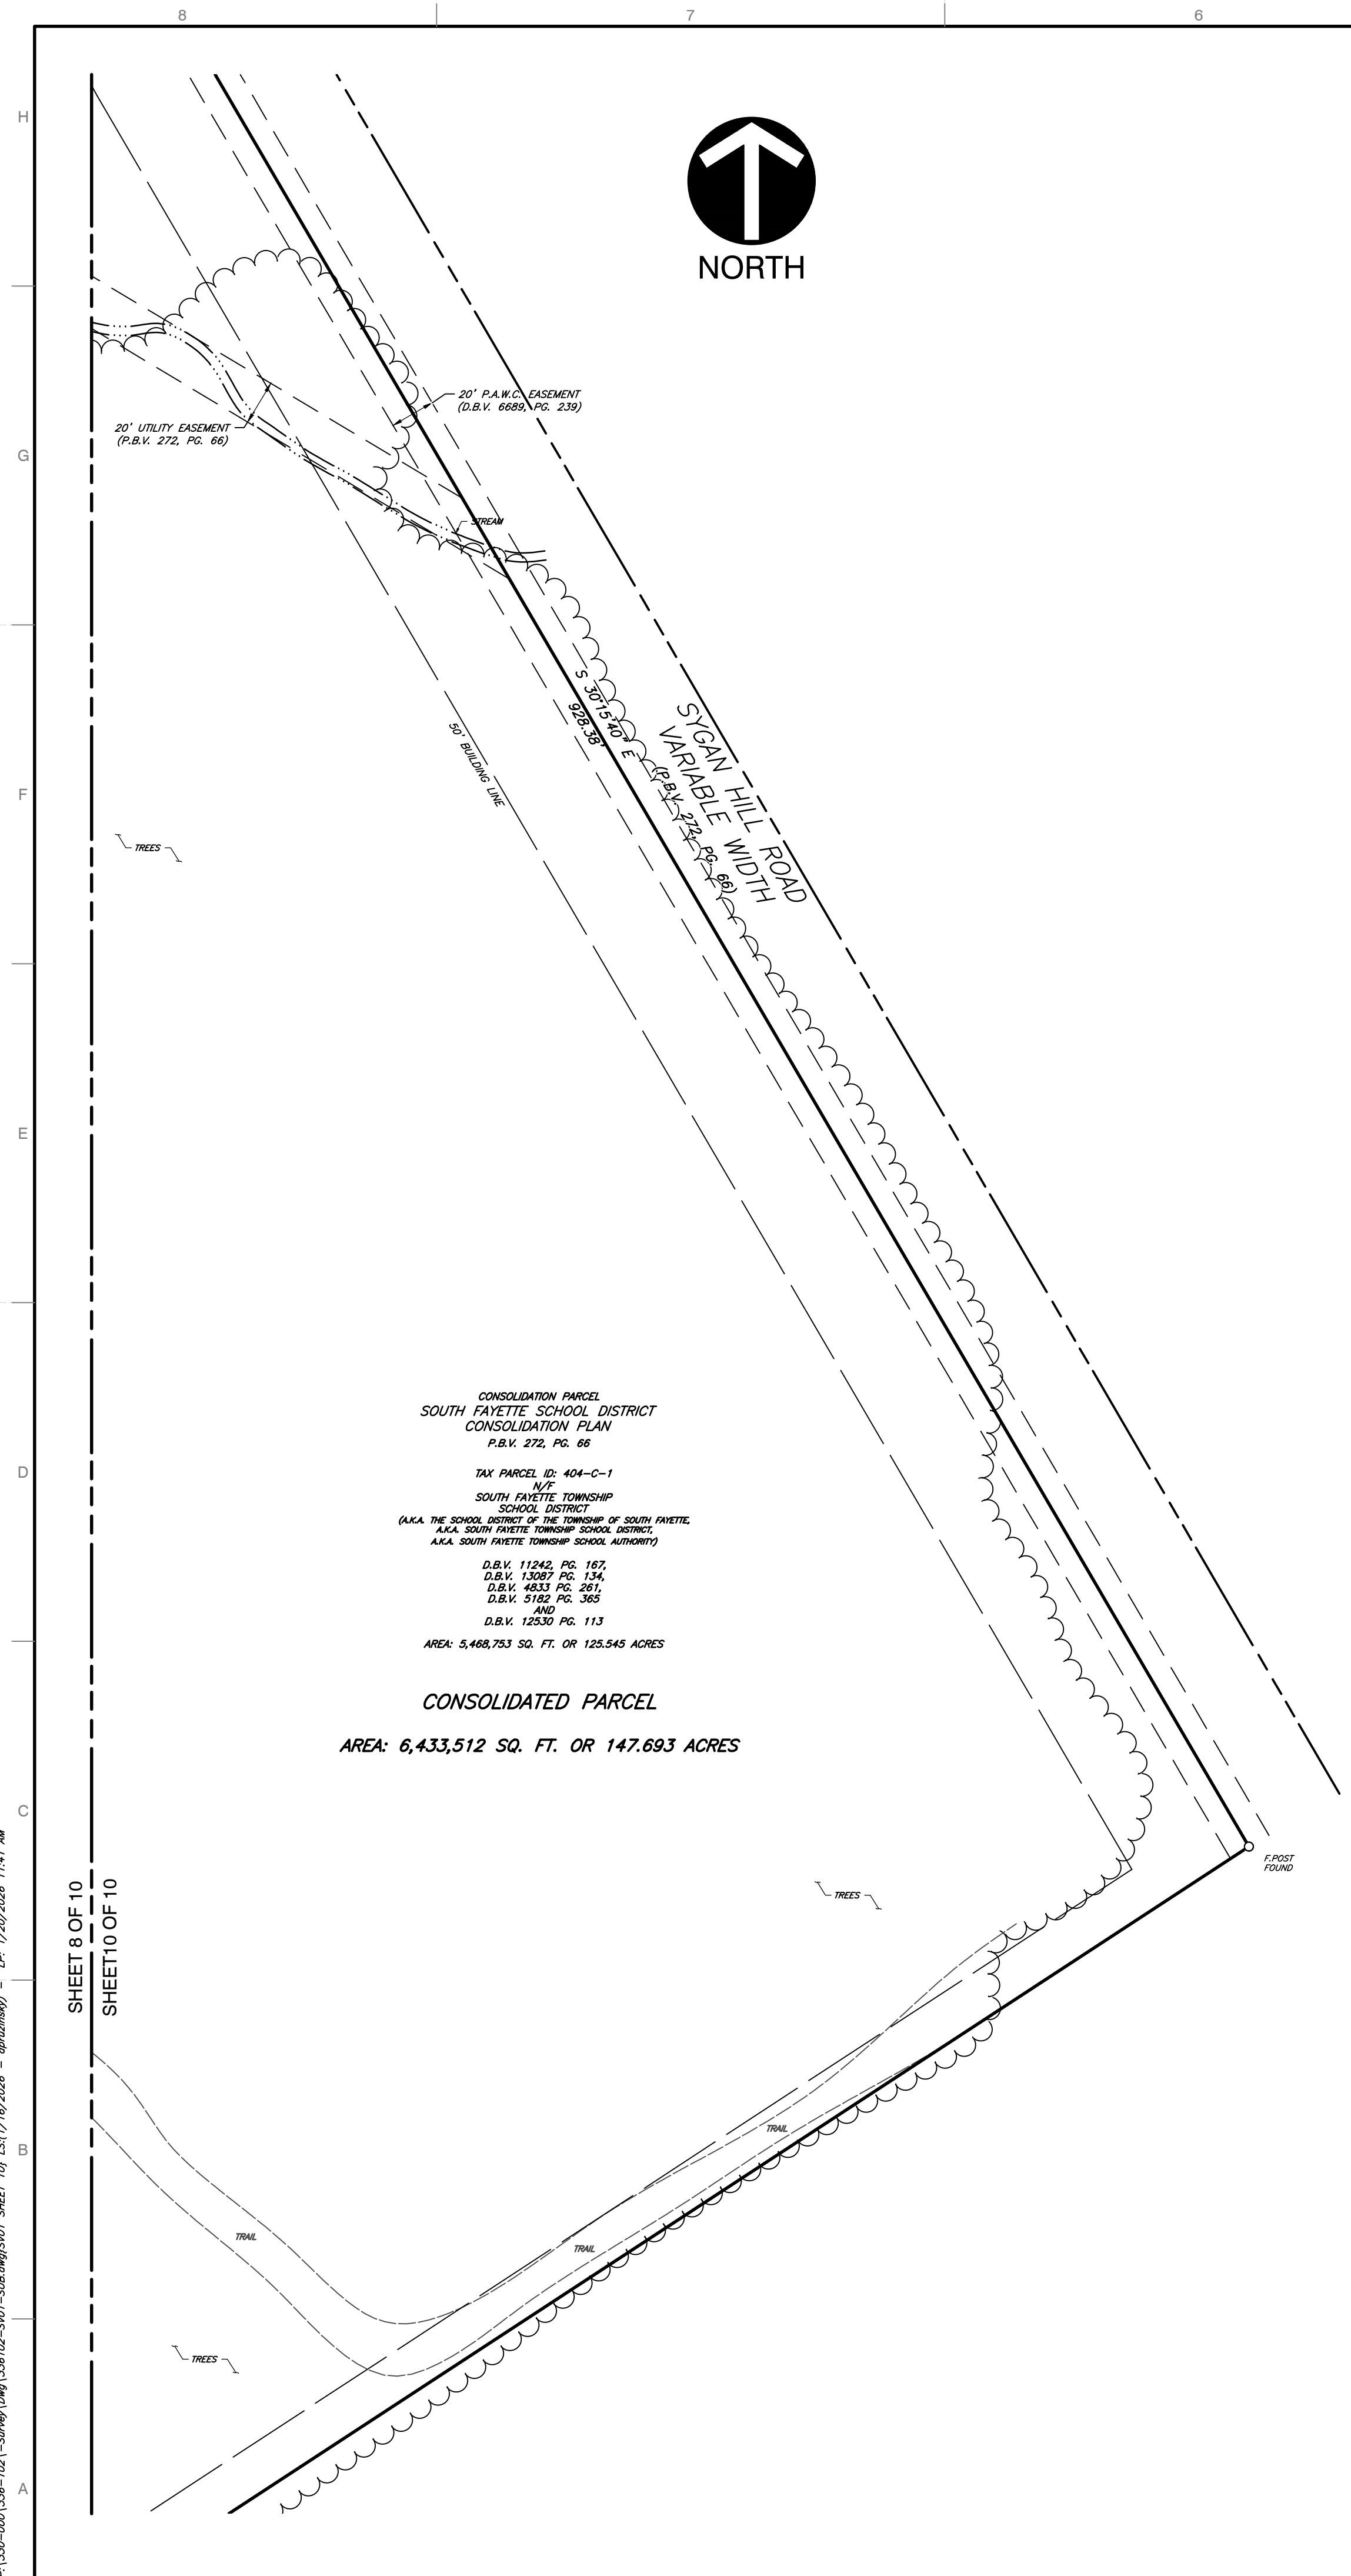 8
7
6
H
G
F
E
D
C
B
A
NORTH
20' P.A.W.C. EASEMENT
(D.B.V. 6689, PG. 239)
20' UTILITY EASEMENT
(P.B.V. 272, PG. 66)
STREAM
S 30°15'40" E
928.38'
50' BUILDING LINE
SYGAN HILL ROAD
VARIABLE WIDTH
(P.B.V. 272, PG. 66)
TREES
CONSOLIDATION PARCEL
SOUTH FAYETTE SCHOOL DISTRICT
CONSOLIDATION PLAN
P.B.V. 272, PG. 66
TAX PARCEL ID: 404-C-1
N/F
SOUTH FAYETTE TOWNSHIP
SCHOOL DISTRICT
(A.K.A. THE SCHOOL DISTRICT OF THE TOWNSHIP OF SOUTH FAYETTE,
A.K.A. SOUTH FAYETTE TOWNSHIP SCHOOL DISTRICT,
A.K.A. SOUTH FAYETTE TOWNSHIP SCHOOL AUTHORITY)
D.B.V. 11242, PG. 167,
D.B.V. 13087 PG. 134,
D.B.V. 4833 PG. 261,
D.B.V. 5182 PG. 365
AND
D.B.V. 12530 PG. 113
AREA: 5,468,753 SQ. FT. OR 125.545 ACRES
CONSOLIDATED PARCEL
AREA: 6,433,512 SQ. FT. OR 147.693 ACRES
F.POST
FOUND
TREES
SHEET 8 OF 10
SHEET10 OF 10
TRAIL
TRAIL
TRAIL
TREES